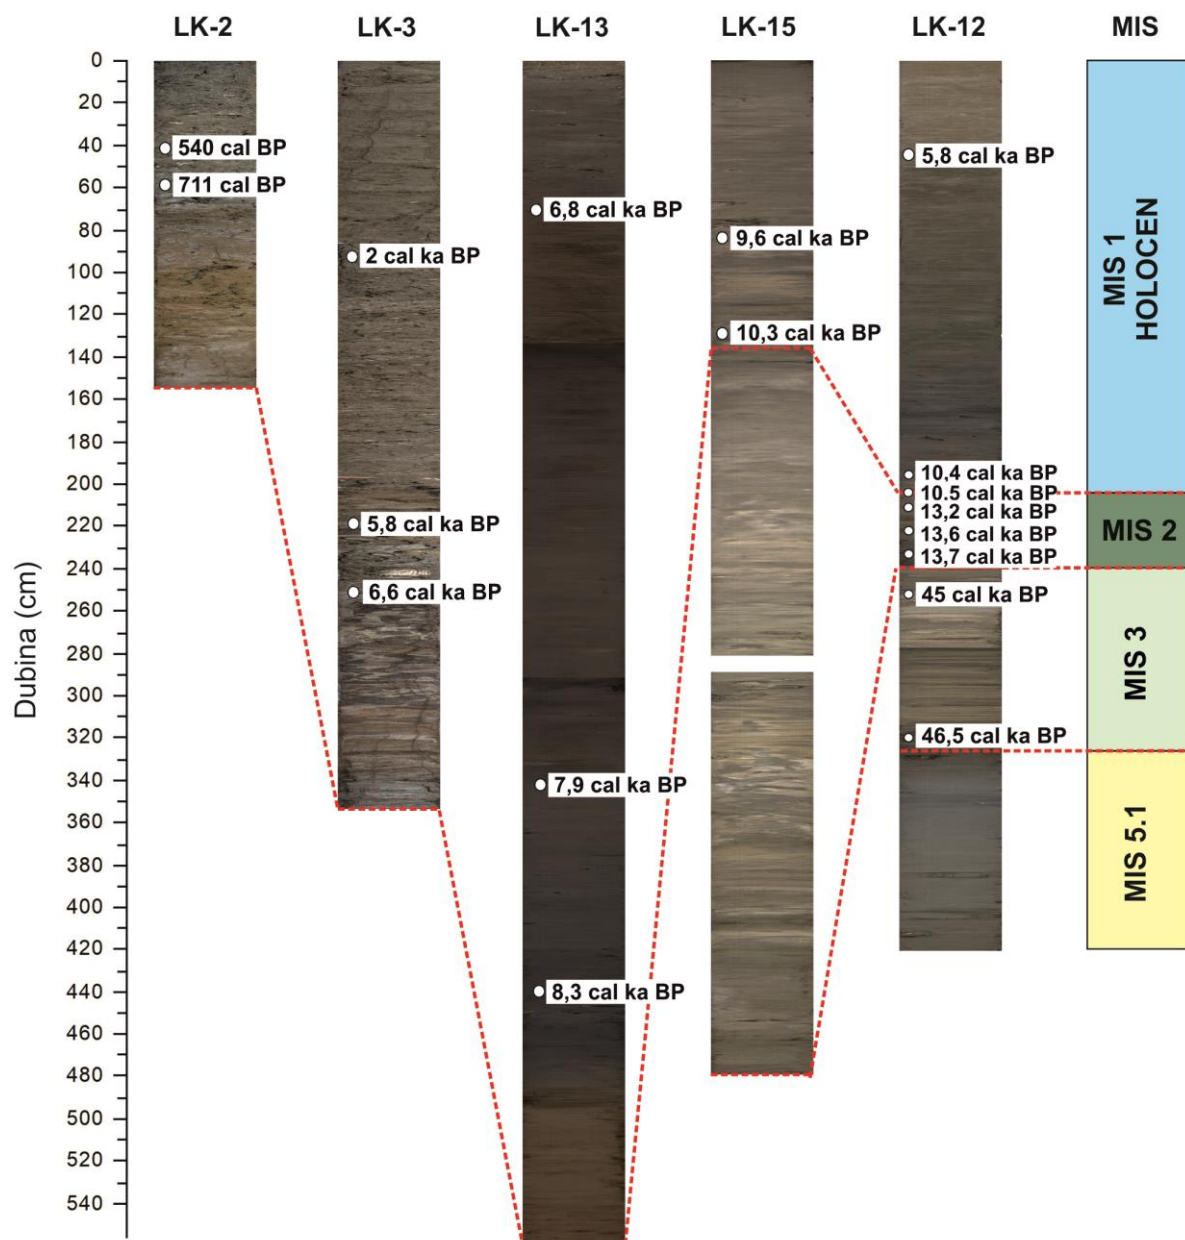 LK-2
LK-3
LK-13
LK-15
LK-12
MIS
Dubina (cm)
0
20
40
60
80
100
120
140
160
180
200
220
240
260
280
300
320
340
360
380
400
420
440
460
480
500
520
540
540 cal BP
711 cal BP
2 cal ka BP
5,8 cal ka BP
6,6 cal ka BP
6,8 cal ka BP
7,9 cal ka BP
8,3 cal ka BP
9,6 cal ka BP
10,3 cal ka BP
5,8 cal ka BP
10,4 cal ka BP
10.5 cal ka BP
13,2 cal ka BP
13,6 cal ka BP
13,7 cal ka BP
45 cal ka BP
46,5 cal ka BP
MIS 1
HOLOCEN
MIS 2
MIS 3
MIS 5.1